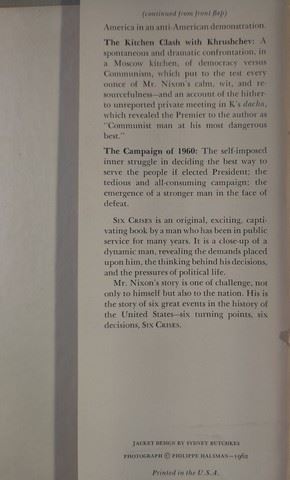 (continued from front flap)
America in an anti-American demonstration.
The Kitchen Clash with Khrushchev: A
spontaneous and dramatic confrontation, in
a Moscow kitchen, of democracy versus
Communism, which put to the test every
ounce of Mr. Nixon's calm, wit, and re-
sourcefulness—and an account of the hither-
to unreported private meeting in K's dacha,
which revealed the Premier to the author as
"Communist man at his most dangerous
best."
The Campaign of 1960: The self-imposed
inner struggle in deciding the best way to
serve the people if elected President; the
tedious and all-consuming campaign; the
emergence of a stronger man in the face of
defeat.
SIX CRISES is an original, exciting, capti-
vating book by a man who has been in public
service for many years. It is a close-up of a
dynamic man, revealing the demands placed
upon him, the thinking behind his decisions,
and the pressures of political life.
Mr. Nixon's story is one of challenge, not
only to himself but also to the nation. His is
the story of six great events in the history of
the United States—six turning points, six
decisions, SIX CRISES.
JACKET DESIGN BY SYDNEY BUTCHKES
PHOTOGRAPH © PHILIPPE HALSMAN—1962
Printed in the U.S.A.